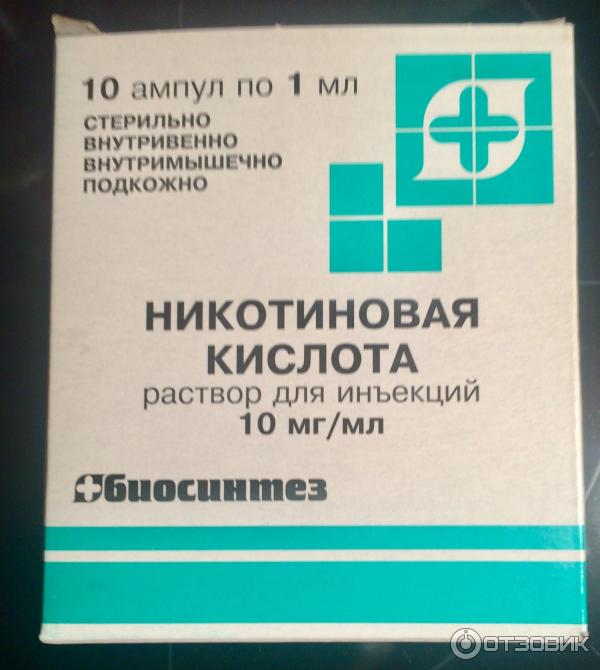 10 ампул по 1 мл
СТЕРИЛЬНО
ВНУТРИВЕННО
ВНУТРИМЫШЕЧНО
ПОДКОЖНО
НИКОТИНОВАЯ
КИСЛОТА
раствор для инъекций
10 мг/мл
биосинтез
ОТЗОВИК